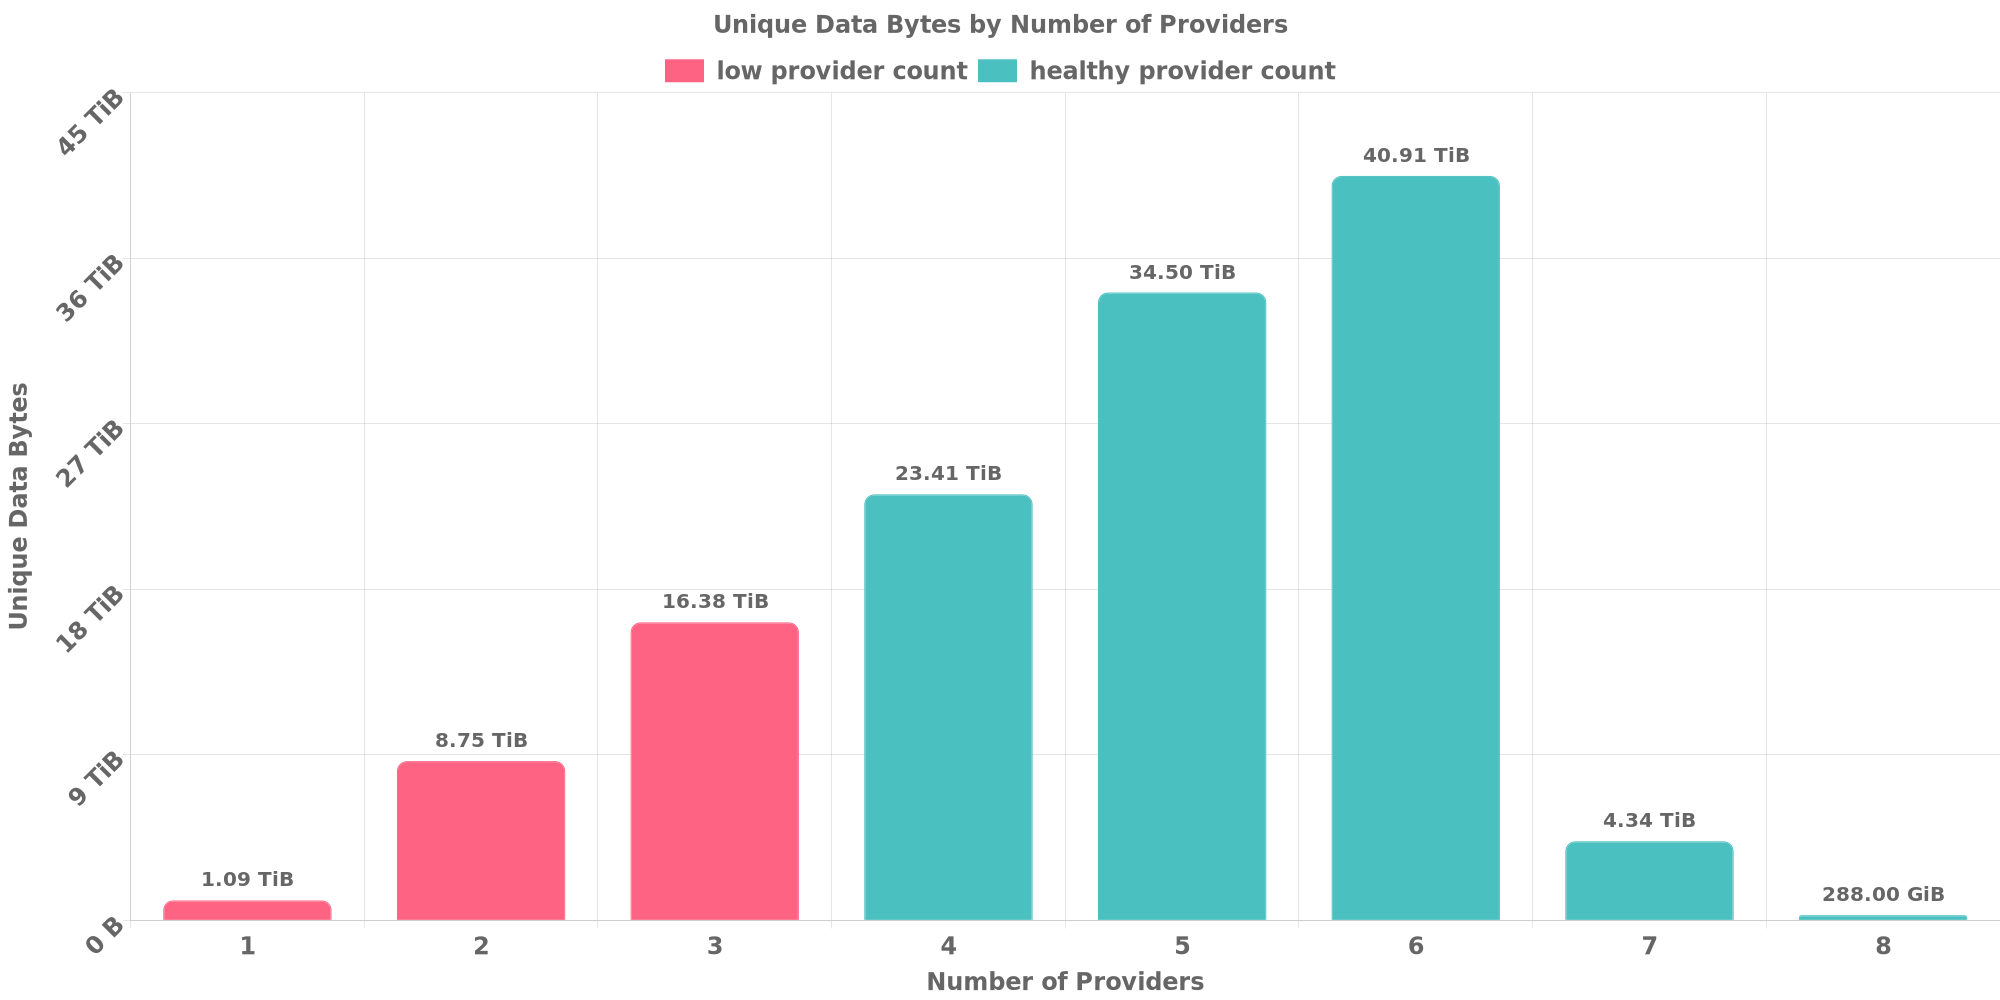 Unique Data Bytes by Number of Providers
low provider count healthy provider count
45 TiB
36 TiB
27 TiB
18 TiB
9 TiB
0 B
Unique Data Bytes
1.09 TiB
8.75 TiB
16.38 TiB
23.41 TiB
34.50 TiB
40.91 TiB
4.34 TiB
288.00 GiB
1 2 3 4 5 6 7 8
Number of Providers